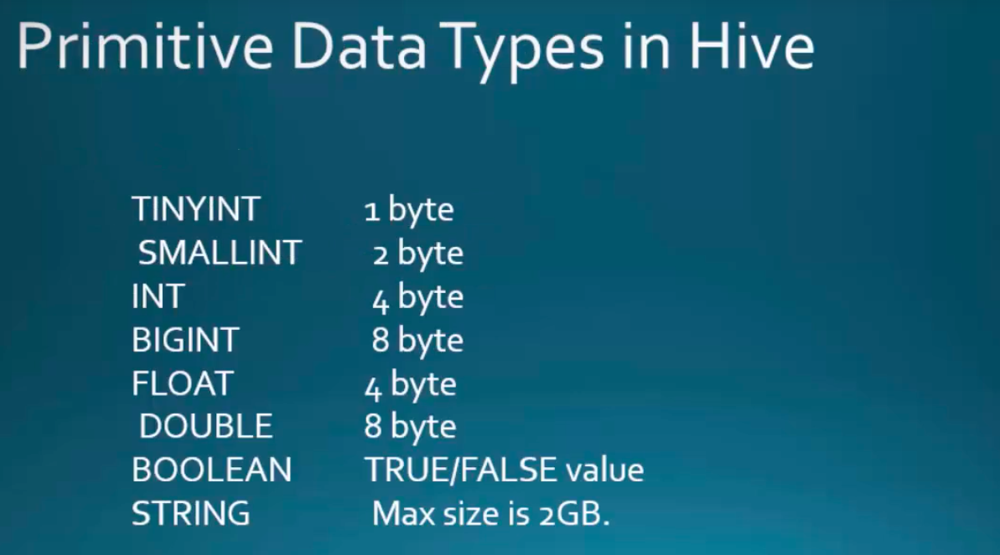 Primitive Data Types in Hive
TINYINT 1 byte
SMALLINT 2 byte
INT 4 byte
BIGINT 8 byte
FLOAT 4 byte
DOUBLE 8 byte
BOOLEAN TRUE/FALSE value
STRING Max size is 2GB.